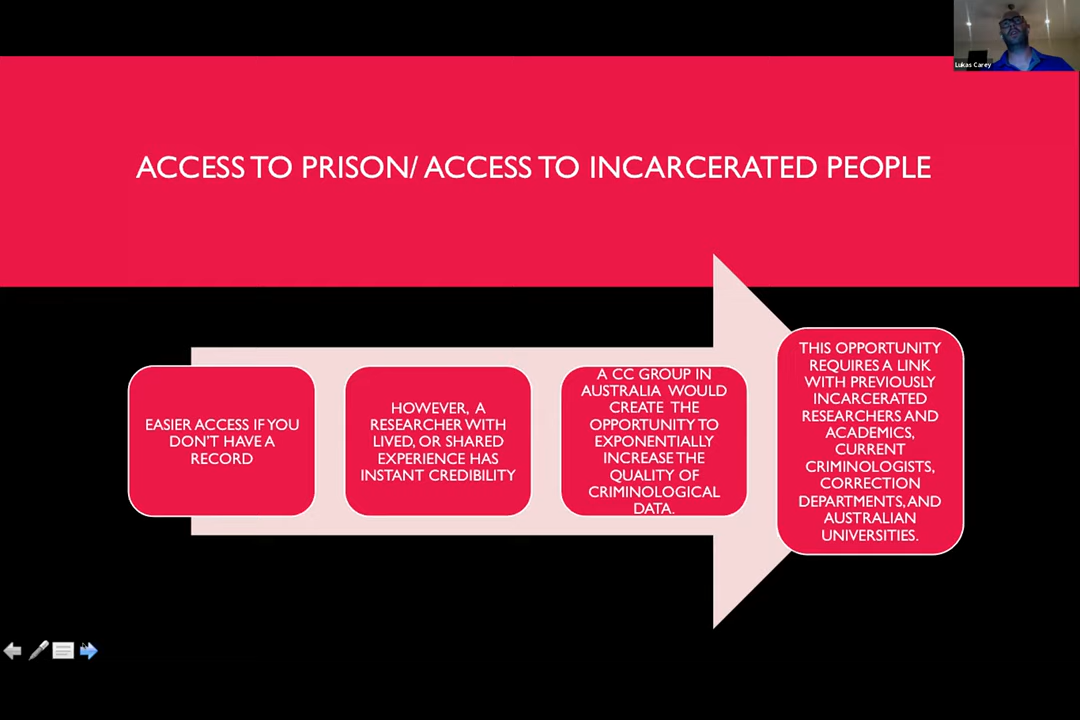 Lukas Carey
ACCESS TO PRISON/ ACCESS TO INCARCERATED PEOPLE
EASIER ACCESS IF YOU
DON'T HAVE A
RECORD
HOWEVER, A
RESEARCHER WITH
LIVED, OR SHARED
EXPERIENCE HAS
INSTANT CREDIBILITY
A CC GROUP IN
AUSTRALIA WOULD
CREATE THE
OPPORTUNITY TO
EXPONENTIALLY
INCREASE THE
QUALITY OF
CRIMINOLOGICAL
DATA.
THIS OPPORTUNITY
REQUIRES A LINK
WITH PREVIOUSLY
INCARCERATED
RESEARCHERS AND
ACADEMICS,
CURRENT
CRIMINOLOGISTS,
CORRECTION
DEPARTMENTS, AND
AUSTRALIAN
UNIVERSITIES.